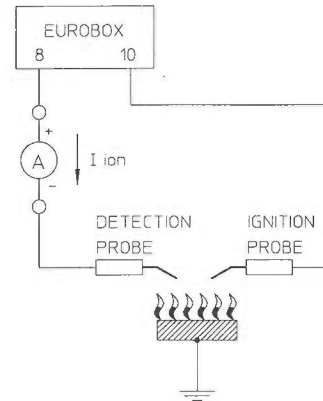 EUROBOX
8 10
+
A I ion
-
DETECTION PROBE
IGNITION PROBE